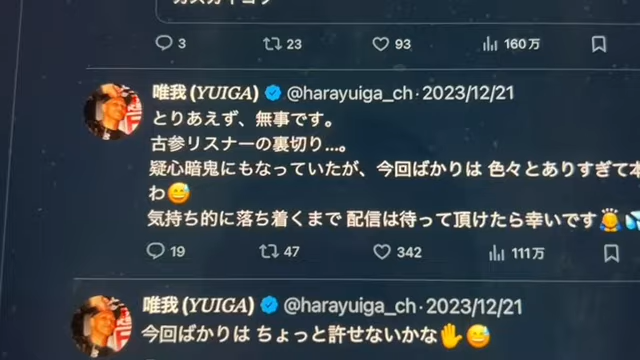 3 23 93 160万
唯我 (YUIGA) @harayuiga_ch · 2023/12/21
とりあえず、無事です。
古参リスナーの裏切り...。
疑心暗鬼にもなっていたが、今回ばかりは 色々とありすぎて本
わ😅
気持ち的に落ち着くまで 配信は待って頂けたら幸いです🙇💦
19 47 342 111万
唯我 (YUIGA) @harayuiga_ch · 2023/12/21
今回ばかりは ちょっと許せないかな✋😅